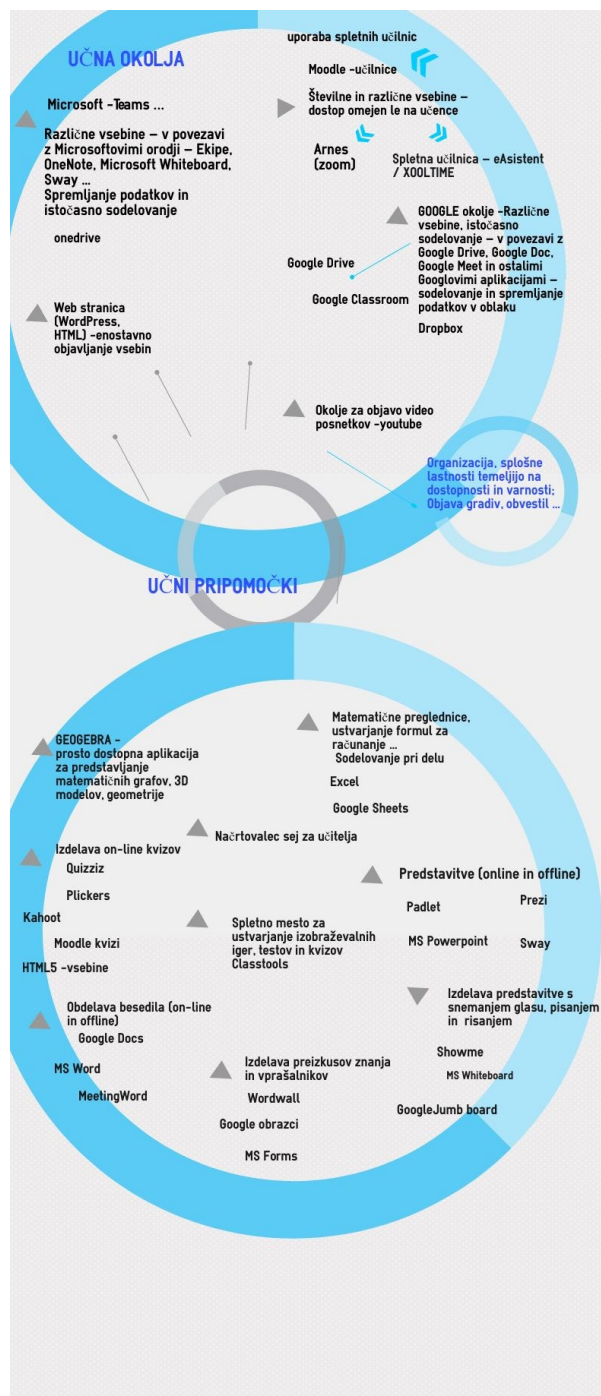 UČNA OKOLJA
uporaba spletnih učilnic
Moodle -učilnice
Microsoft -Teams ...
Različne vsebine – v povezavi
z Microsoftovimi orodji – Ekipe,
OneNote, Microsoft Whiteboard,
Sway ...
Spremljanje podatkov in
istočasno sodelovanje
onedrive
Številne in različne vsebine –
dostop omejen le na učence
Arnes
(zoom)
Spletna učilnica – eAsistent
/ XOOLTIME
GOOGLE okolje -Različne
vsebine, istočasno
sodelovanje – v povezavi z
Google Drive, Google Doc,
Google Meet in ostalimi
Googlovimi aplikacijami –
sodelovanje in spremljanje
podatkov v oblaku
Google Drive
Google Classroom
Dropbox
Web stranica
(WordPress,
HTML) -enostavno
objavljanje vsebin
Okolje za objavo video
posnetkov -youtube
Organizacija, splošne
lastnosti temeljijo na
dostopnosti in varnosti;
Objava gradiv, obvestil ...
UČNI PRIPOMOČKI
GEOGEBRA -
prosto dostopna aplikacija
za predstavljanje
matematičnih grafov, 3D
modelov, geometrije
Matematične preglednice,
ustvarjanje formul za
računanje ...
Sodelovanje pri delu
Excel
Google Sheets
Načrtovalec sej za učitelja
Izdelava on-line kvizov
Quizziz
Plickers
Kahoot
Moodle kvizi
HTML5 -vsebine
Spletno mesto za
ustvarjanje izobraževalnih
iger, testov in kvizov
Classtools
Predstavitve (online in offline)
Padlet
Prezi
MS Powerpoint
Sway
Izdelava predstavitve s
snemanjem glasu, pisanjem
in risanjem
Showme
MS Whiteboard
GoogleJumb board
Obdelava besedila (on-line
in offline)
Google Docs
MS Word
MeetingWord
Izdelava preizkusov znanja
in vprašalnikov
Wordwall
Google obrazci
MS Forms